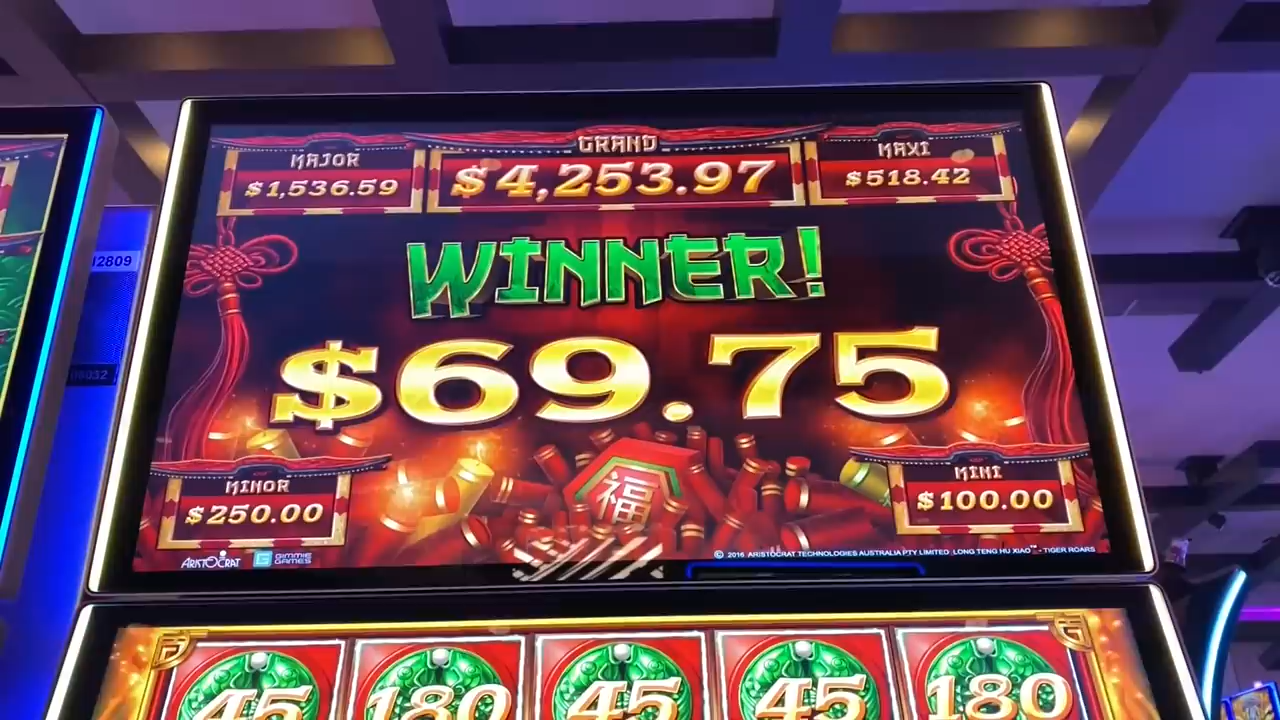 GRAND
MAJOR
MAXI
$1,536.59
$4,253.97
$518.42
WINNER!
$69.75
MINOR
$250.00
福
MINI
$100.00
ARISTOCRAT
GIMMIE GAMES
© 2016 ARISTOCRAT TECHNOLOGIES AUSTRALIA PTY LIMITED LONG TENG HU XIAO™ - TIGER ROARS
45 180 45 45 180